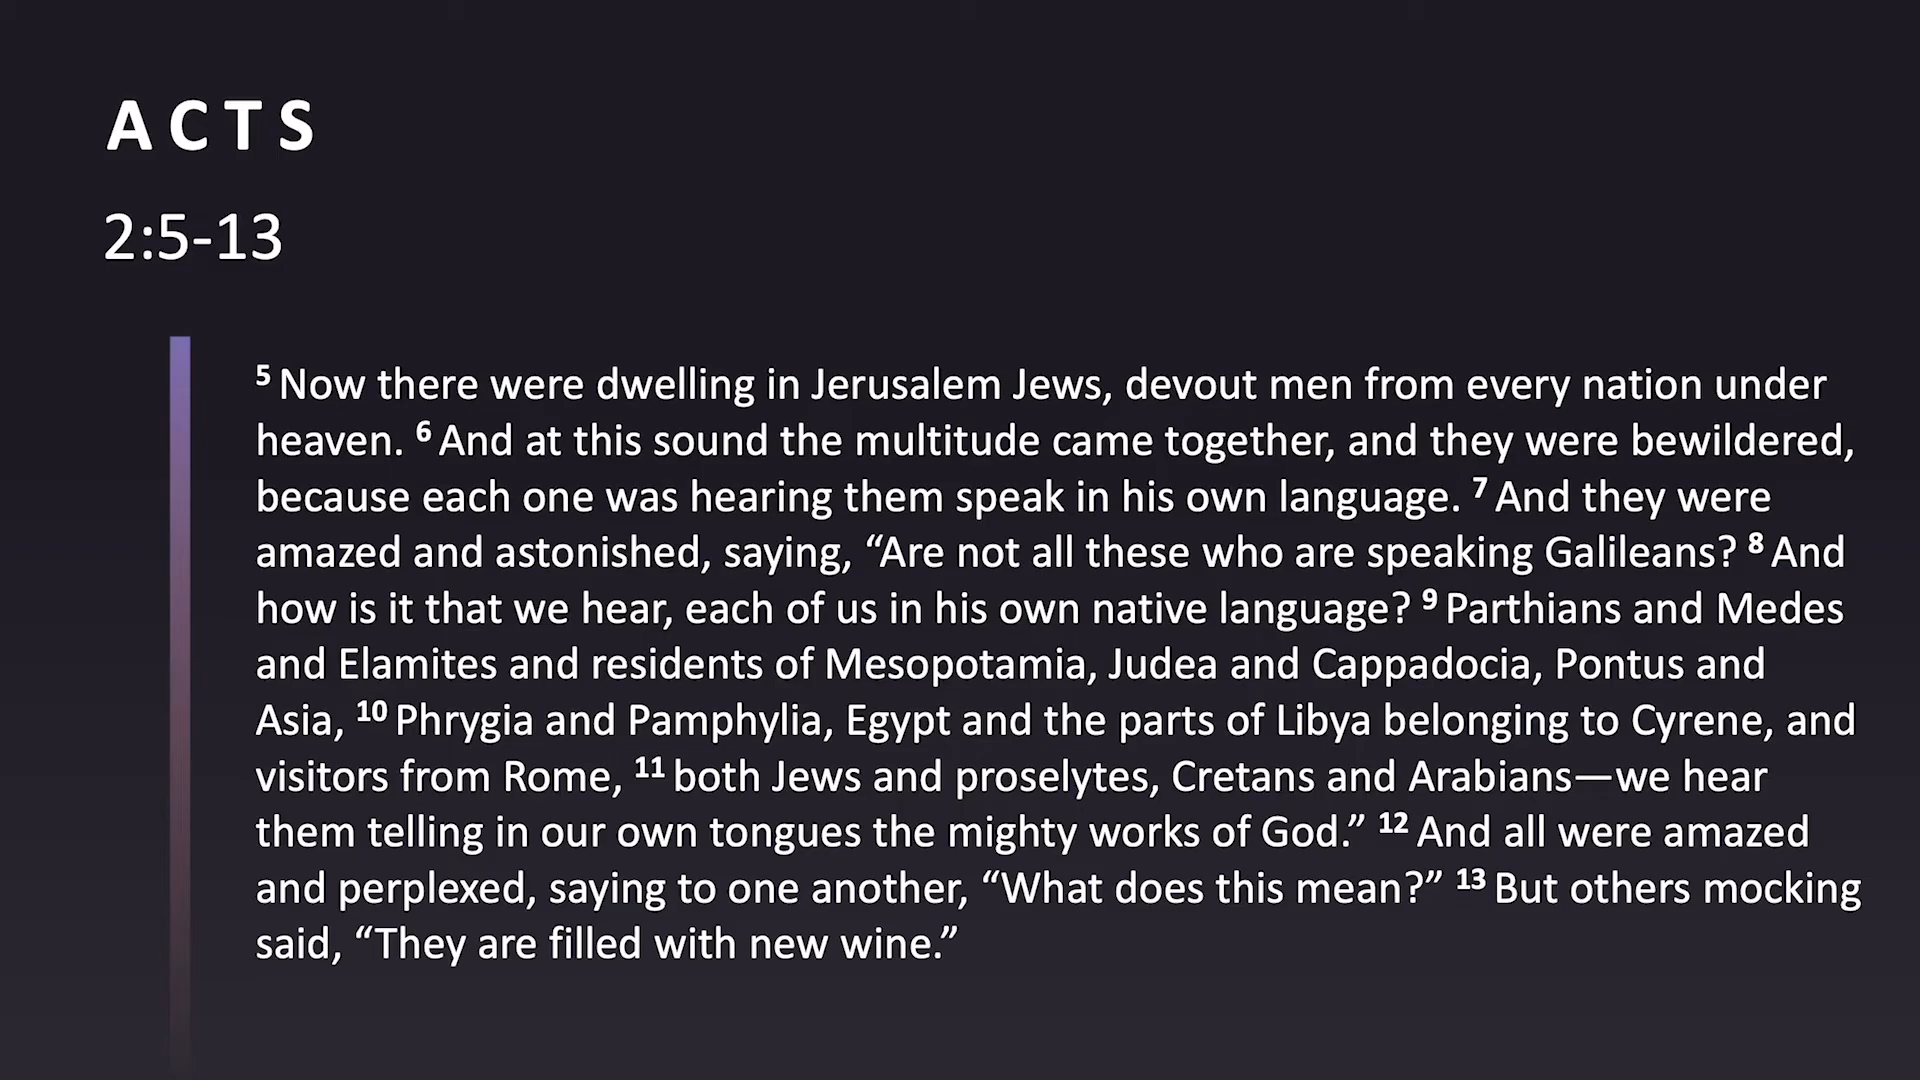 ACTS
2:5-13
5 Now there were dwelling in Jerusalem Jews, devout men from every nation under
heaven. 6 And at this sound the multitude came together, and they were bewildered,
because each one was hearing them speak in his own language. 7 And they were
amazed and astonished, saying, “Are not all these who are speaking Galileans? 8 And
how is it that we hear, each of us in his own native language? 9 Parthians and Medes
and Elamites and residents of Mesopotamia, Judea and Cappadocia, Pontus and
Asia, 10 Phrygia and Pamphylia, Egypt and the parts of Libya belonging to Cyrene, and
visitors from Rome, 11 both Jews and proselytes, Cretans and Arabians—we hear
them telling in our own tongues the mighty works of God.” 12 And all were amazed
and perplexed, saying to one another, “What does this mean?” 13 But others mocking
said, “They are filled with new wine.”